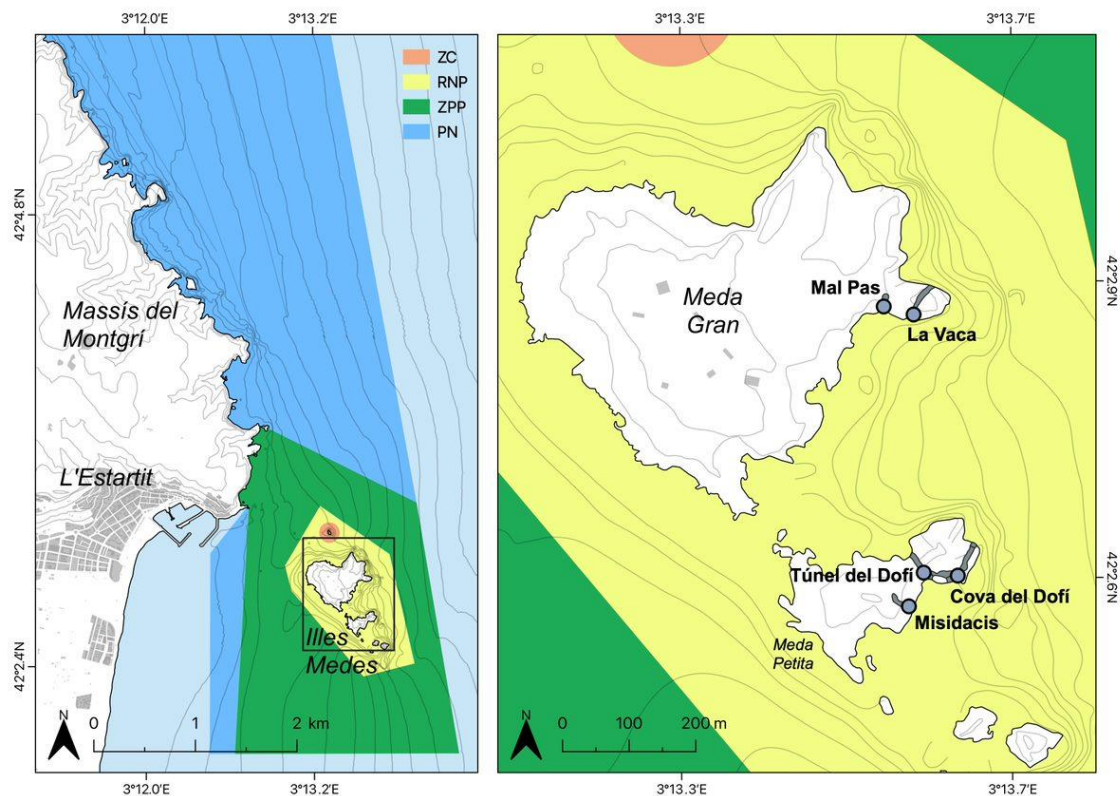 3°12.0'E
3°13.2'E
ZC
RNP
ZPP
PN
42°4.8'N
Massís del
Montgrí
L'Estartit
Illes
Medes
42°2.4'N
N
0 1 2 km
3°12.0'E
3°13.2'E
3°13.3'E
3°13.7'E
42°2.9'N
Mal Pas
Meda
Gran
La Vaca
42°2.6'N
Túnel del Dofí
Cova del Dofí
Misidacis
Meda
Petita
N
0 100 200 m
3°13.3'E
3°13.7'E